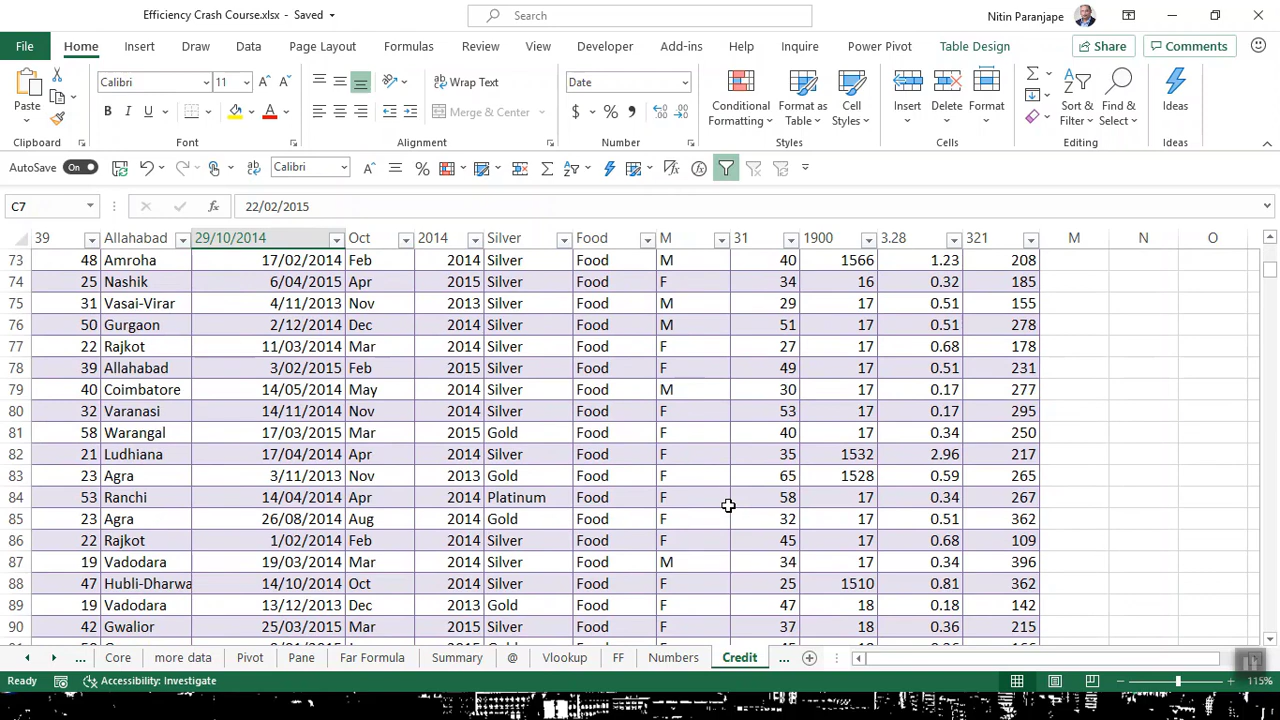 Efficiency Crash Course.xlsx - Saved
Search
Nitin Paranjape
File Home Insert Draw Data Page Layout Formulas Review View Developer Add-ins Help Inquire Power Pivot Table Design Share Comments
Paste Calibri 11 Wrap Text Date Conditional Formatting Format as Table Cell Styles Insert Delete Format Sort & Filter Find & Select Ideas
B I U Merge & Center $ %
Clipboard Font Alignment Number Styles Cells Editing Ideas
AutoSave On Calibri
C7 fx 22/02/2015
39 Allahabad 29/10/2014 Oct 2014 Silver Food M 31 1900 3.28 321 M N O
73 48 Amroha 17/02/2014 Feb 2014 Silver Food M 40 1566 1.23 208
74 25 Nashik 6/04/2015 Apr 2015 Silver Food F 34 16 0.32 185
75 31 Vasai-Virar 4/11/2013 Nov 2013 Silver Food M 29 17 0.51 155
76 50 Gurgaon 2/12/2014 Dec 2014 Silver Food M 51 17 0.51 278
77 22 Rajkot 11/03/2014 Mar 2014 Silver Food F 27 17 0.68 178
78 39 Allahabad 3/02/2015 Feb 2015 Silver Food F 49 17 0.51 231
79 40 Coimbatore 14/05/2014 May 2014 Silver Food M 30 17 0.17 277
80 32 Varanasi 14/11/2014 Nov 2014 Silver Food F 53 17 0.17 295
81 58 Warangal 17/03/2015 Mar 2015 Gold Food F 40 17 0.34 250
82 21 Ludhiana 17/04/2014 Apr 2014 Silver Food F 35 1532 2.96 217
83 23 Agra 3/11/2013 Nov 2013 Gold Food F 65 1528 0.59 265
84 53 Ranchi 14/04/2014 Apr 2014 Platinum Food F 58 17 0.34 267
85 23 Agra 26/08/2014 Aug 2014 Gold Food F 32 17 0.51 362
86 22 Rajkot 1/02/2014 Feb 2014 Silver Food F 45 17 0.68 109
87 19 Vadodara 19/03/2014 Mar 2014 Silver Food M 34 17 0.34 396
88 47 Hubli-Dharwa 14/10/2014 Oct 2014 Silver Food F 25 1510 0.81 362
89 19 Vadodara 13/12/2013 Dec 2013 Gold Food F 47 18 0.18 142
90 42 Gwalior 25/03/2015 Mar 2015 Silver Food F 37 18 0.36 215
... Core more data Pivot Pane Far Formula Summary @ Vlookup FF Numbers Credit ...
Ready Accessibility: Investigate 115%